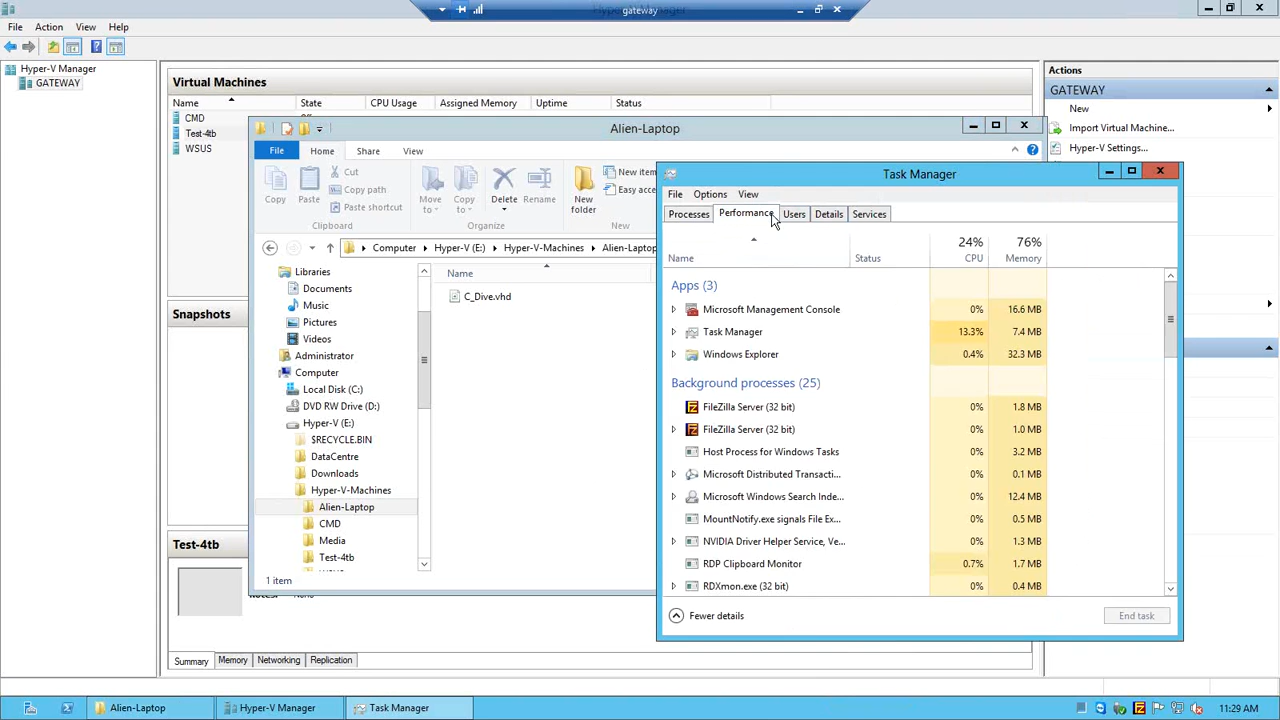 gateway
File Action View Help
Hyper-V Manager
GATEWAY
Virtual Machines
Name State CPU Usage Assigned Memory Uptime Status
CMD
Test-4tb
WSUS
Actions
GATEWAY
New
Import Virtual Machine...
Hyper-V Settings...
Alien-Laptop
File Home Share View
Copy
Paste
Cut
Copy path
Paste shortcut
Clipboard
Move to
Copy to
Delete
Rename
Organize
New folder
New item
Easy acce
New
Computer Hyper-V (E:) Hyper-V-Machines Alien-Laptop
Libraries
Documents
Music
Pictures
Videos
Administrator
Computer
Local Disk (C:)
DVD RW Drive (D:)
Hyper-V (E:)
$RECYCLE.BIN
DataCentre
Downloads
Hyper-V-Machines
Alien-Laptop
CMD
Media
Test-4tb
Name
C_Dive.vhd
1 item
Task Manager
File Options View
Processes Performance Users Details Services
24% 76%
Name Status CPU Memory
Apps (3)
Microsoft Management Console 0% 16.6 MB
Task Manager 13.3% 7.4 MB
Windows Explorer 0.4% 32.3 MB
Background processes (25)
FileZilla Server (32 bit) 0% 1.8 MB
FileZilla Server (32 bit) 0% 1.0 MB
Host Process for Windows Tasks 0% 3.2 MB
Microsoft Distributed Transacti... 0% 0.1 MB
Microsoft Windows Search Inde... 0% 12.4 MB
MountNotify.exe signals File Ex... 0% 0.5 MB
NVIDIA Driver Helper Service, Ve... 0% 1.3 MB
RDP Clipboard Monitor 0.7% 1.7 MB
RDXmon.exe (32 bit) 0% 0.4 MB
Fewer details
End task
Snapshots
Test-4tb
None
Summary Memory Networking Replication
Alien-Laptop Hyper-V Manager Task Manager 11:29 AM